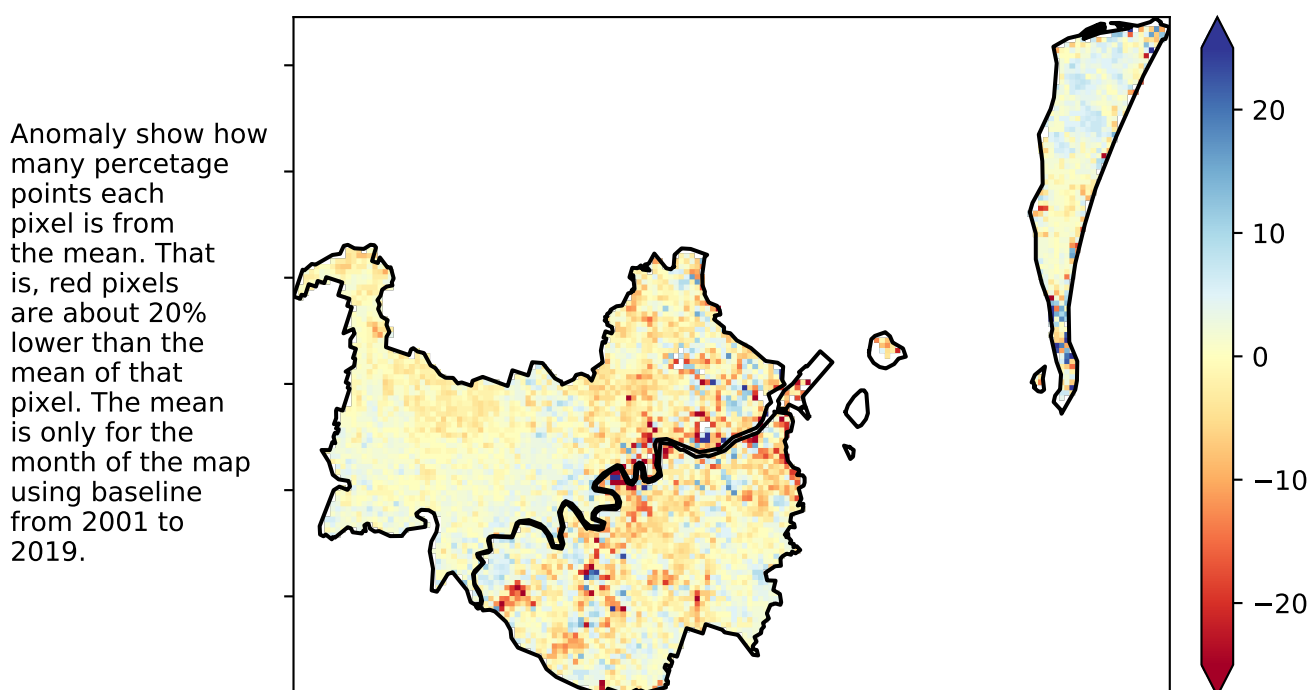 Anomaly show how
many percetage
points each
pixel is from
the mean. That
is, red pixels
are about 20%
lower than the
mean of that
pixel. The mean
is only for the
month of the map
using baseline
from 2001 to
2019.
20
10
0
−10
−20